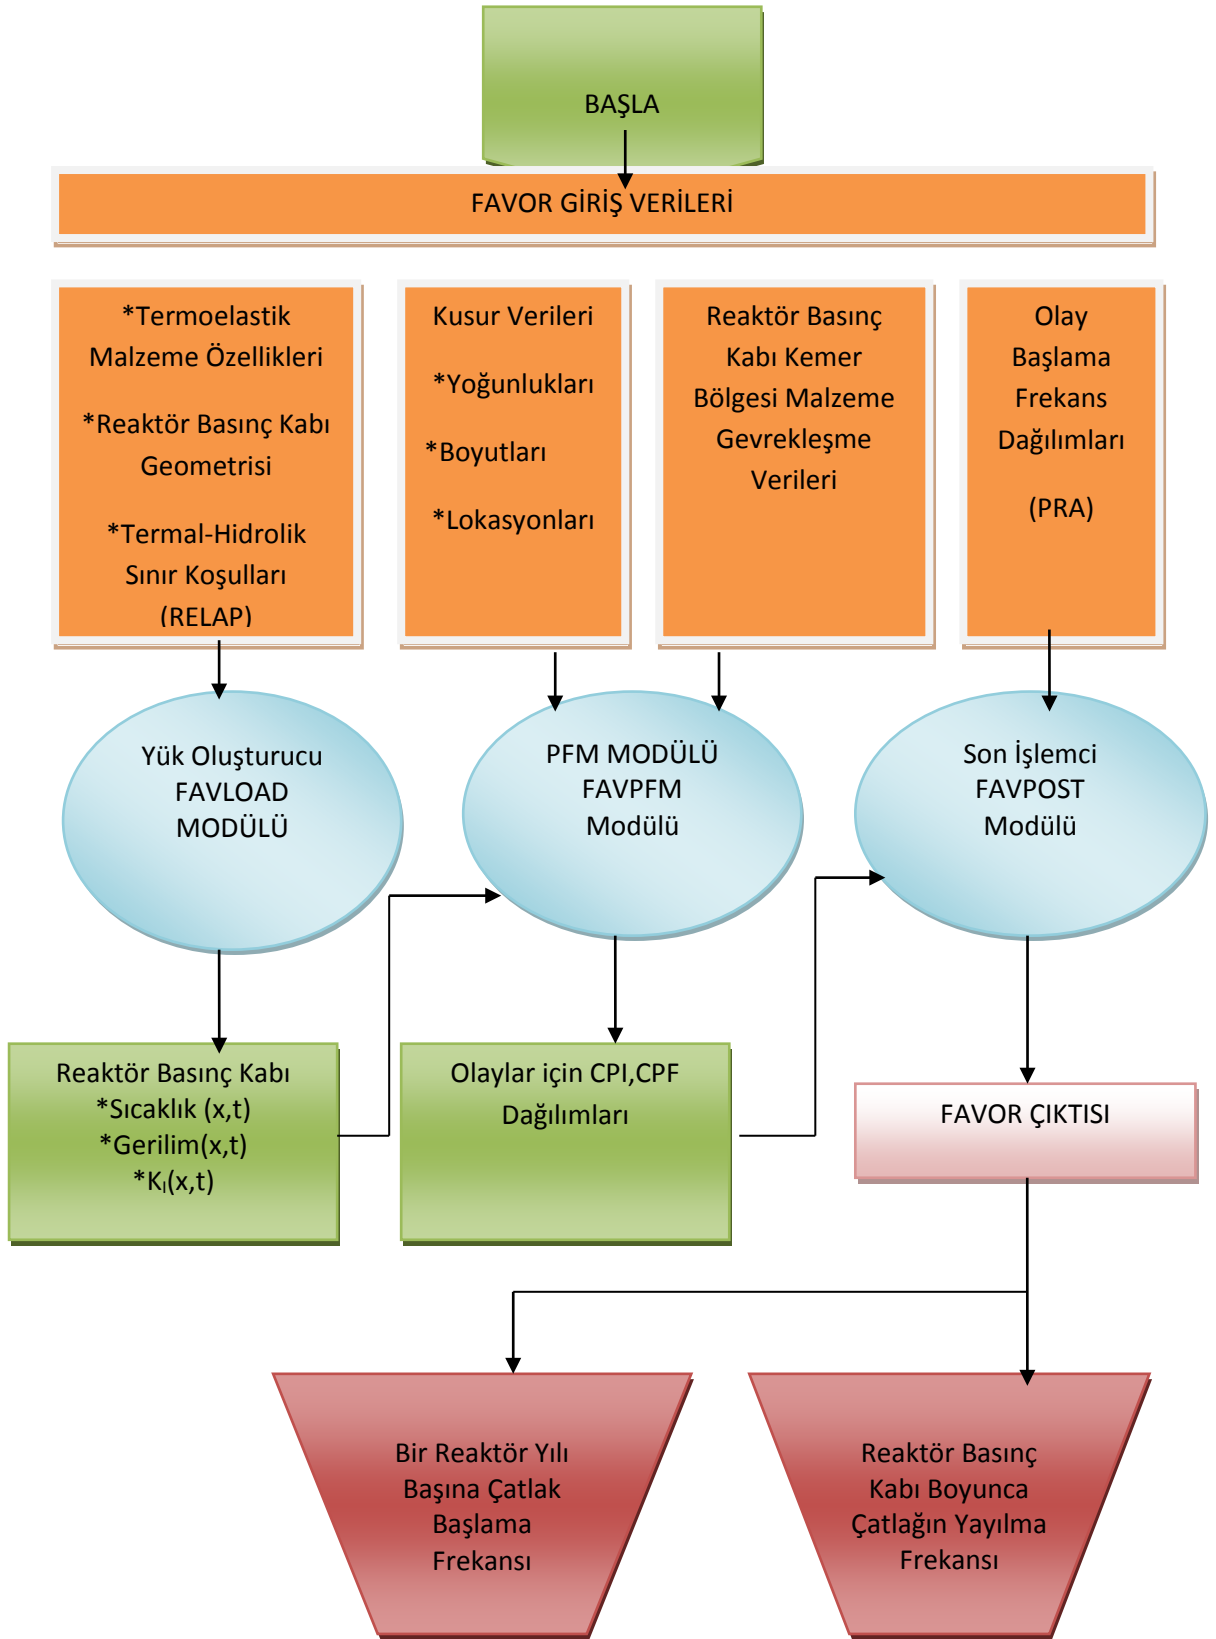 BAŞLA
FAVOR GİRİŞ VERİLERİ
*Termoelastik
Malzeme Özellikleri
*Reaktör Basınç Kabı
Geometrisi
*Termal-Hidrolik
Sınır Koşulları
(RELAP)
Kusur Verileri
*Yoğunlukları
*Boyutları
*Lokasyonları
Reaktör Basınç
Kabı Kemer
Bölgesi Malzeme
Gevrekleşme
Verileri
Olay
Başlama
Frekans
Dağılımları
(PRA)
Yük Oluşturucu
FAVLOAD
MODÜLÜ
PFM MODÜLÜ
FAVPFM
Modülü
Son İşlemci
FAVPOST
Modülü
Reaktör Basınç Kabı
*Sıcaklık (x,t)
*Gerilim(x,t)
*Kı(x,t)
Olaylar için CPI,CPF
Dağılımları
FAVOR ÇIKTISI
Bir Reaktör Yılı
Başına Çatlak
Başlama
Frekansı
Reaktör Basınç
Kabı Boyunca
Çatlağın Yayılma
Frekansı